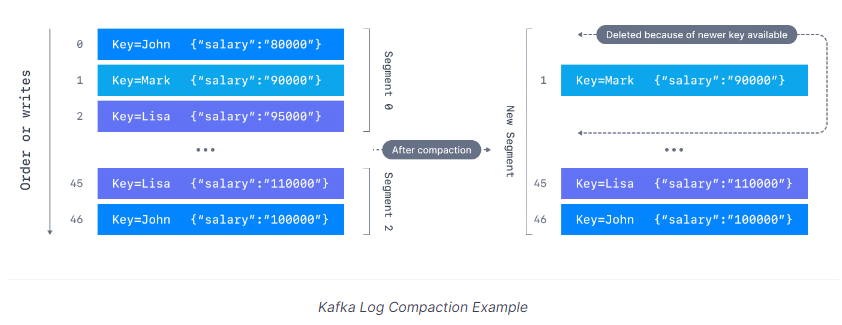 Order or writes
0 Key=John {“salary”:”80000”}
1 Key=Mark {“salary”:”90000”}
2 Key=Lisa {“salary”:”95000”}
•••
45 Key=Lisa {“salary”:”110000”}
46 Key=John {“salary”:”100000”}
Segment 0
Segment 2
After compaction
New Segment
Deleted because of newer key available
1 Key=Mark {“salary”:”90000”}
•••
45 Key=Lisa {“salary”:”110000”}
46 Key=John {“salary”:”100000”}
Kafka Log Compaction Example